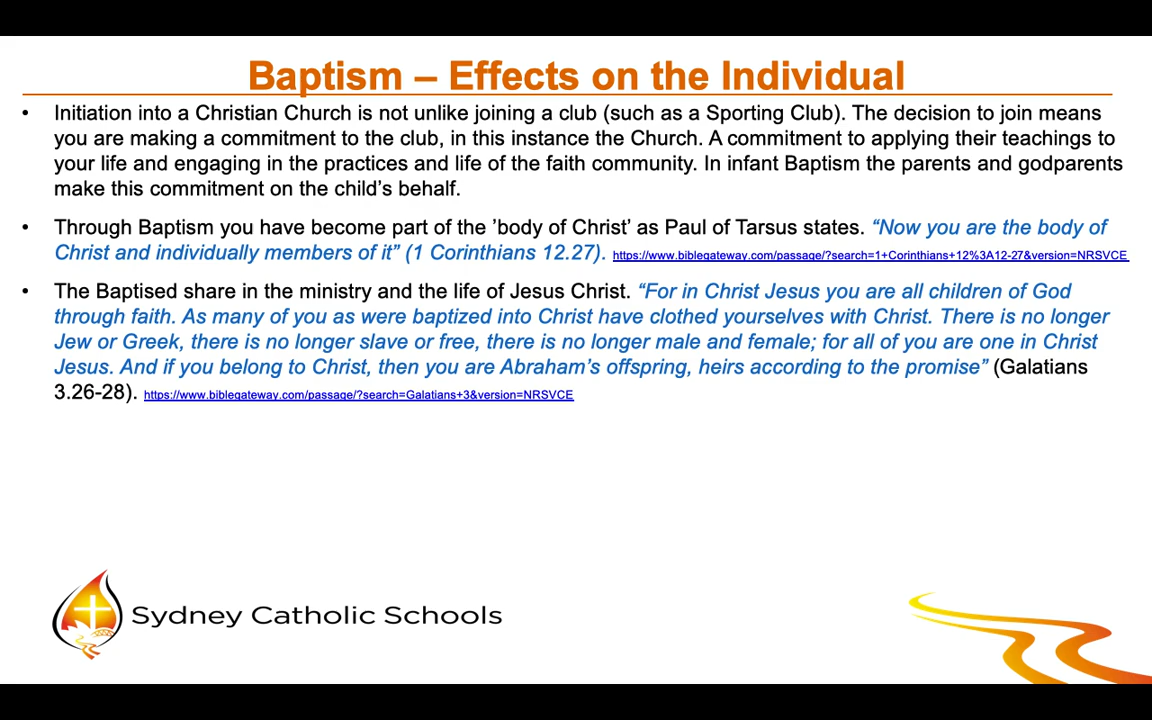 Baptism – Effects on the Individual
• Initiation into a Christian Church is not unlike joining a club (such as a Sporting Club). The decision to join means
you are making a commitment to the club, in this instance the Church. A commitment to applying their teachings to
your life and engaging in the practices and life of the faith community. In infant Baptism the parents and godparents
make this commitment on the child’s behalf.
• Through Baptism you have become part of the ’body of Christ’ as Paul of Tarsus states. “Now you are the body of
Christ and individually members of it” (1 Corinthians 12.27). https://www.biblegateway.com/passage/?search=1+Corinthians+12%3A12-27&version=NRSVCE
• The Baptised share in the ministry and the life of Jesus Christ. “For in Christ Jesus you are all children of God
through faith. As many of you as were baptized into Christ have clothed yourselves with Christ. There is no longer
Jew or Greek, there is no longer slave or free, there is no longer male and female; for all of you are one in Christ
Jesus. And if you belong to Christ, then you are Abraham’s offspring, heirs according to the promise” (Galatians
3.26-28). https://www.biblegateway.com/passage/?search=Galatians+3&version=NRSVCE
Sydney Catholic Schools